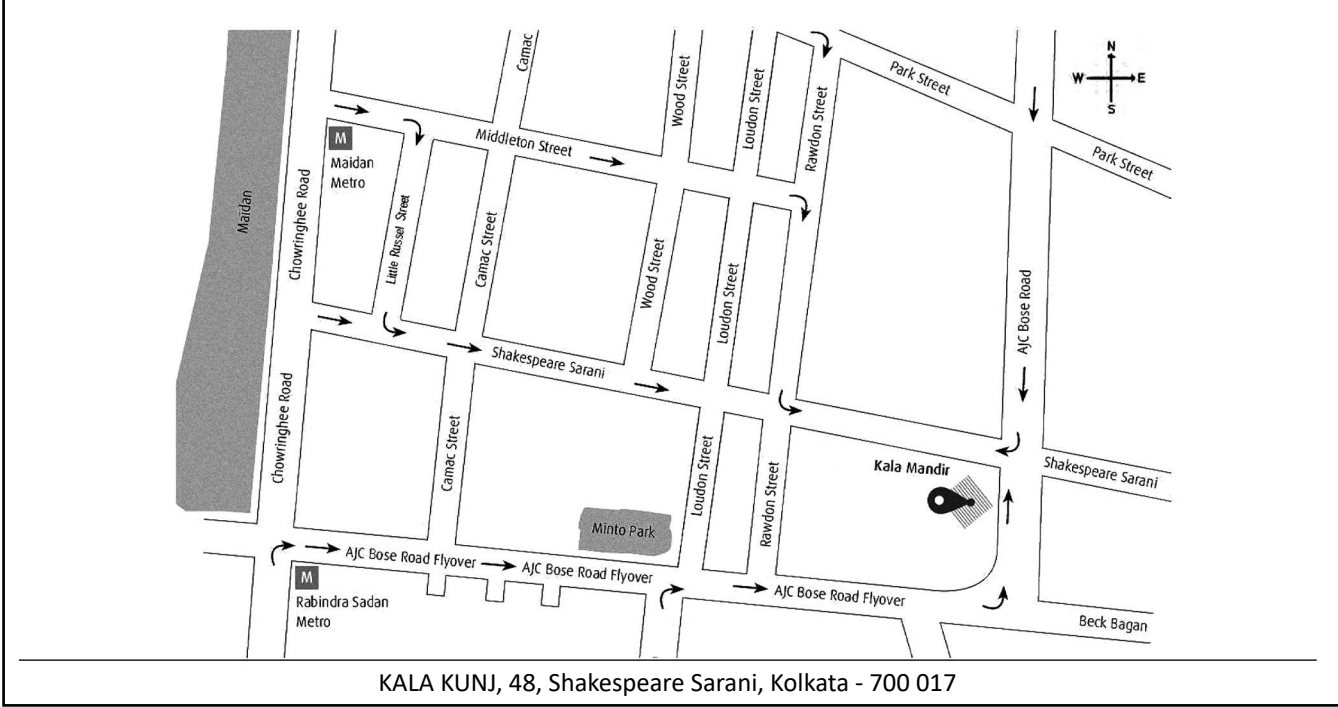 Camac
Wood Street
Loudon Street
Rawdon Street
Park Street
N
W
E
S
Park Street
M
Maidan
Metro
Middleton Street
Maidan
Chowringhee Road
Little Russel Street
Camac Street
Wood Street
Loudon Street
AJC Bose Road
Shakespeare Sarani
Chowringhee Road
Camac Street
Loudon Street
Rawdon Street
Kala Mandir
Shakespeare Sarani
Minto Park
AJC Bose Road Flyover
AJC Bose Road Flyover
AJC Bose Road Flyover
M
Rabindra Sadan
Metro
Beck Bagan
KALA KUNJ, 48, Shakespeare Sarani, Kolkata - 700 017